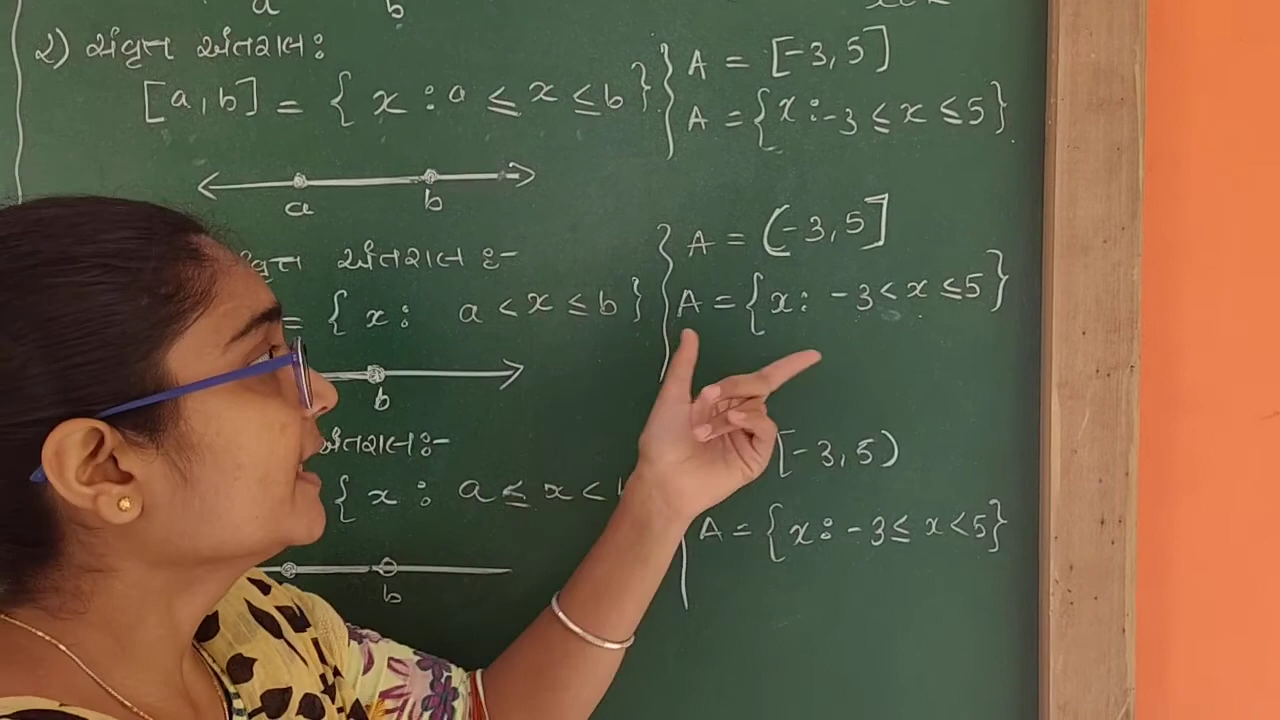 a b
૨) સંવૃત્ત અંતરાલ:
[a,b] = { x : a ≤ x ≤ b }
a b
અંતરાલ :-
= { x : a < x ≤ b }
b
અંતરાલ:-
{ x : a ≤ x <
b
A = [-3, 5]
A = {x : -3 ≤ x ≤ 5}
A = (-3, 5]
A = {x : -3 < x ≤ 5}
[-3, 5)
A = {x : -3 ≤ x < 5}